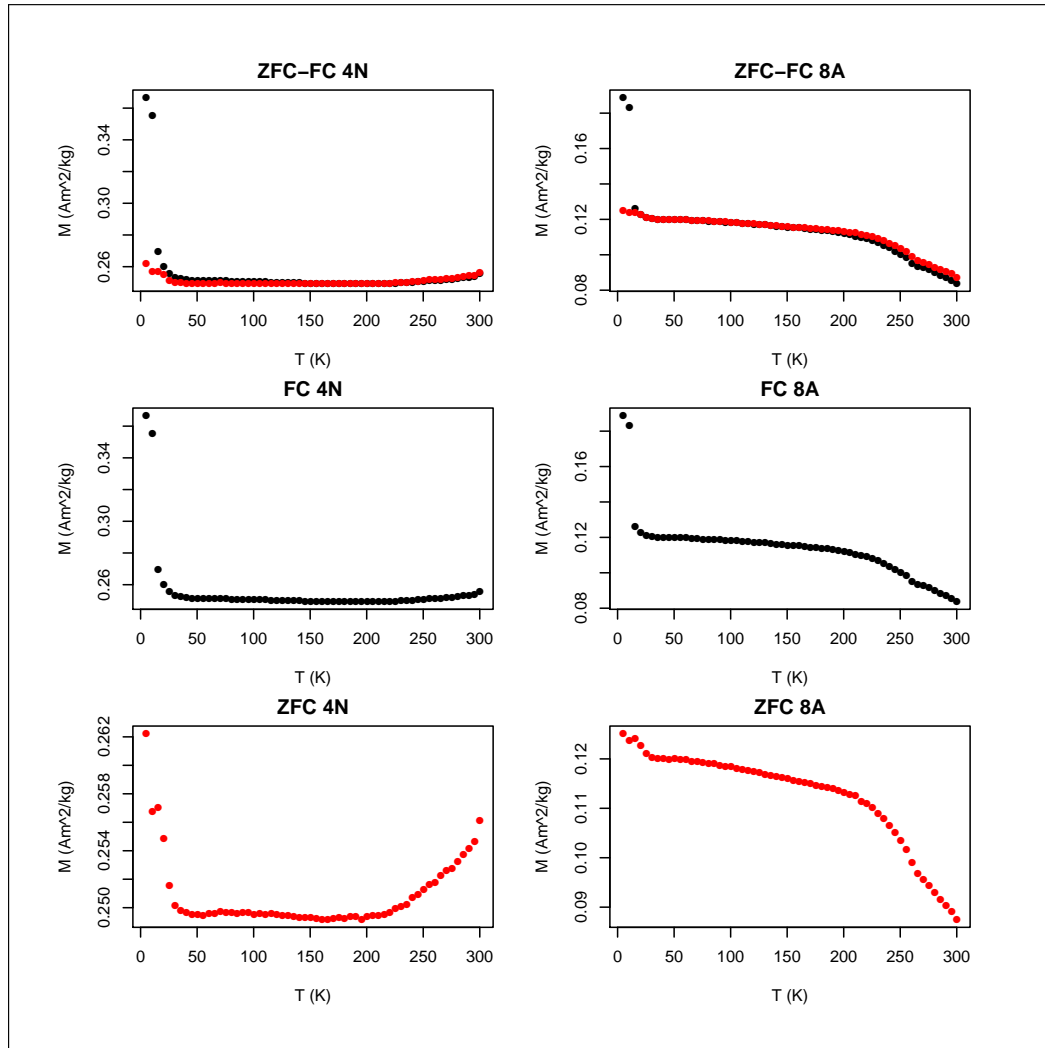 ZFC−FC 4N
M (Am^2/kg)
0.26 0.30 0.34
0 50 100 150 200 250 300
T (K)
ZFC−FC 8A
M (Am^2/kg)
0.08 0.12 0.16
0 50 100 150 200 250 300
T (K)
FC 4N
M (Am^2/kg)
0.26 0.30 0.34
0 50 100 150 200 250 300
T (K)
FC 8A
M (Am^2/kg)
0.08 0.12 0.16
0 50 100 150 200 250 300
T (K)
ZFC 4N
M (Am^2/kg)
0.250 0.254 0.258 0.262
0 50 100 150 200 250 300
T (K)
ZFC 8A
M (Am^2/kg)
0.09 0.10 0.11 0.12
0 50 100 150 200 250 300
T (K)